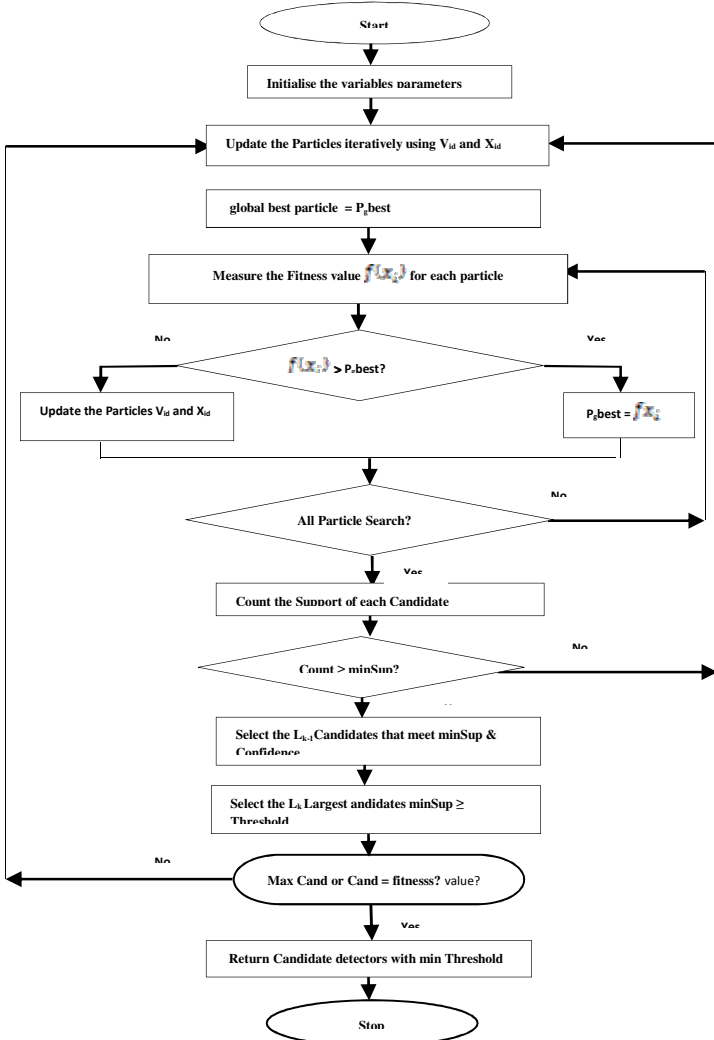 Start
Initialise the variables parameters
Update the Particles iteratively using Vid and Xid
global best particle = Pgbest
Measure the Fitness value f(xi) for each particle
No
Yes
f(xi) > Pgbest?
Update the Particles Vid and Xid
Pgbest = fxi
No
All Particle Search?
Yes
Count the Support of each Candidate
No
Count ≥ minSup?
Select the Lk-1Candidates that meet minSup &
Confidence
Select the Lk Largest andidates minSup ≥
Threshold
No
Max Cand or Cand = fitnesss? value?
Yes
Return Candidate detectors with min Threshold
Stop